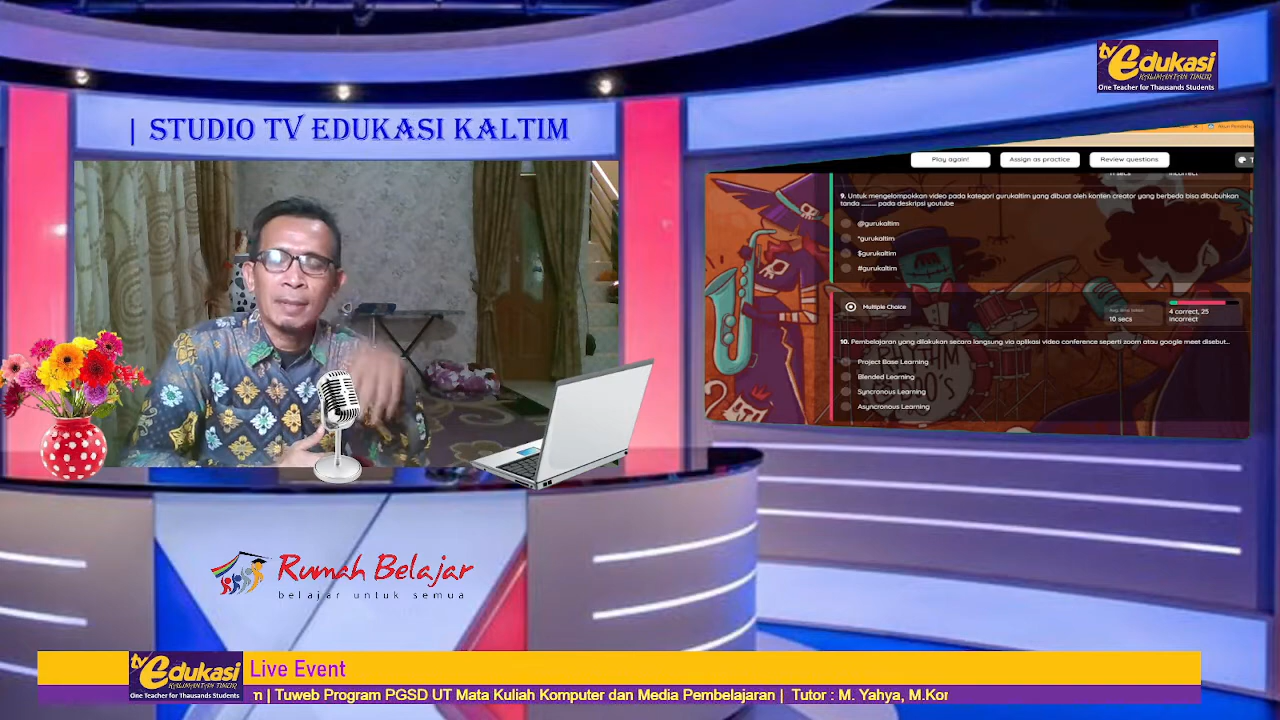 tv Edukasi
KALIMANTAN TIMUR
One Teacher for Thausands Students
| STUDIO TV EDUKASI KALTIM
Play again!
Assign as practice
Review questions
11 secs
Incorrect
9. Untuk mengelompokkan video pada kategori gurukaltim yang dibuat oleh konten creator yang berbeda bisa dibubuhkan
tanda ........ pada deskripsi youtube
@gurukaltim
*gurukaltim
$gurukaltim
#gurukaltim
Multiple Choice
10 secs
4 correct, 25
Incorrect
10. Pembelajaran yang dilakukan secara langsung via aplikasi video conference seperti zoom atau google meet disebut...
Project Base Learning
Blended Learning
Syncronous Learning
Asyncronous Learning
Rumah Belajar
belajar untuk semua
tv Edukasi
KALIMANTAN TIMUR
One Teacher for Thausands Students
Live Event
m | Tuweb Program PGSD UT Mata Kuliah Komputer dan Media Pembelajaran | Tutor : M. Yahya, M.Kor